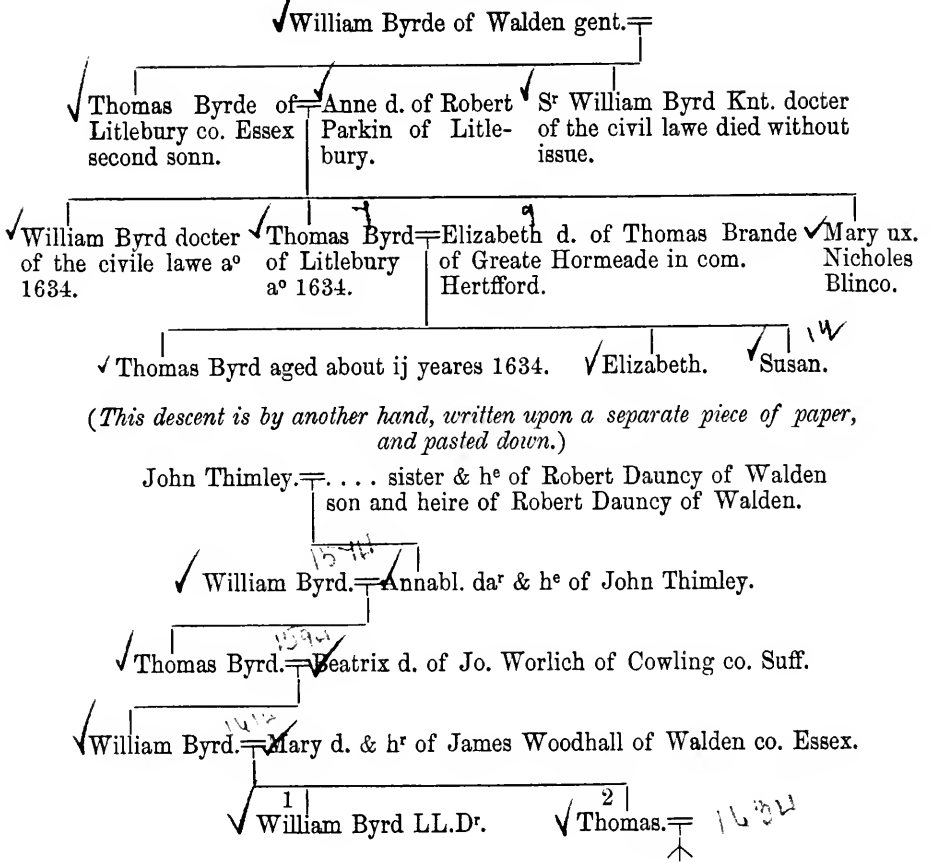 William Byrde of Walden gent.
Thomas Byrde of
Litlebury co. Essex
second sonn.
Anne d. of Robert
Parkin of Litle-
bury.
Sʳ William Byrd Knt. docter
of the civil lawe died without
issue.
William Byrd docter
of the civile lawe aº
1634.
Thomas Byrd
of Litlebury
aº 1634.
Elizabeth d. of Thomas Brande
of Greate Hormeade in com.
Hertfford.
Mary ux.
Nicholes
Blinco.
Thomas Byrd aged about ij yeares 1634.
Elizabeth.
Susan.
(This descent is by another hand, written upon a separate piece of paper,
and pasted down.)
John Thimley.
.... sister & hᵉ of Robert Dauncy of Walden
son and heire of Robert Dauncy of Walden.
1574
William Byrd.
Annabl. daʳ & hᵉ of John Thimley.
1594
Thomas Byrd.
Beatrix d. of Jo. Worlich of Cowling co. Suff.
William Byrd.
Mary d. & hʳ of James Woodhall of Walden co. Essex.
1
William Byrd LL.Dʳ.
2
Thomas.
1634